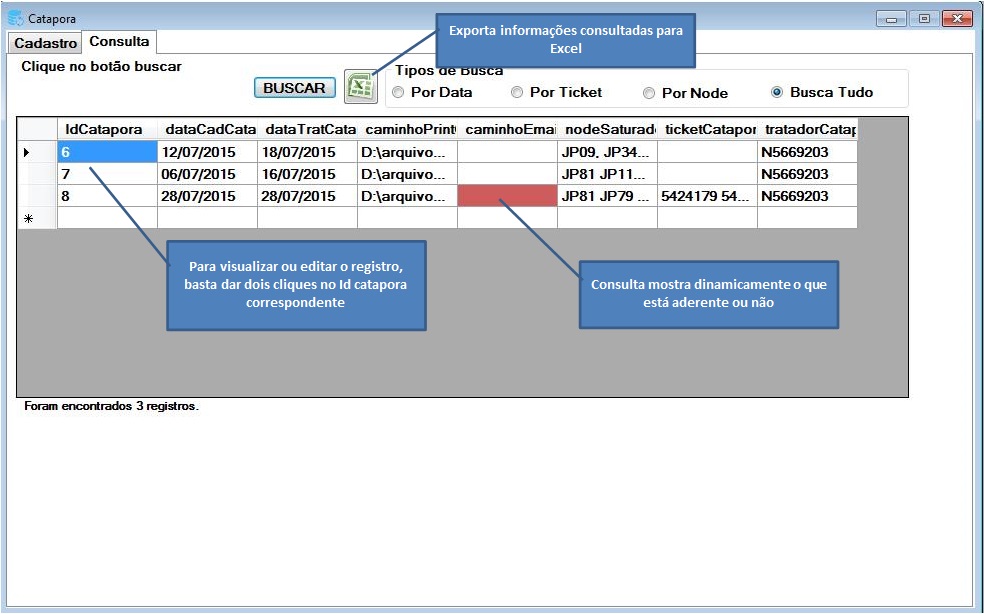 Catapora
Cadastro Consulta
Clique no botão buscar
Exporta informações consultadas para
Excel
BUSCAR
Tipos de Busca
Por Data Por Ticket Por Node Busca Tudo
IdCatapora dataCadCata dataTratCata caminhoPrint caminhoEmai nodeSaturado ticketCatapor tratadorCatap
6 12/07/2015 18/07/2015 D:\arquivo... JP09, JP34... N5669203
7 06/07/2015 16/07/2015 D:\arquivo... JP81 JP11... N5669203
8 28/07/2015 28/07/2015 D:\arquivo... JP81 JP79 ... 5424179 54... N5669203
Para visualizar ou editar o registro,
basta dar dois cliques no Id catapora
correspondente
Consulta mostra dinamicamente o que
está aderente ou não
Foram encontrados 3 registros.